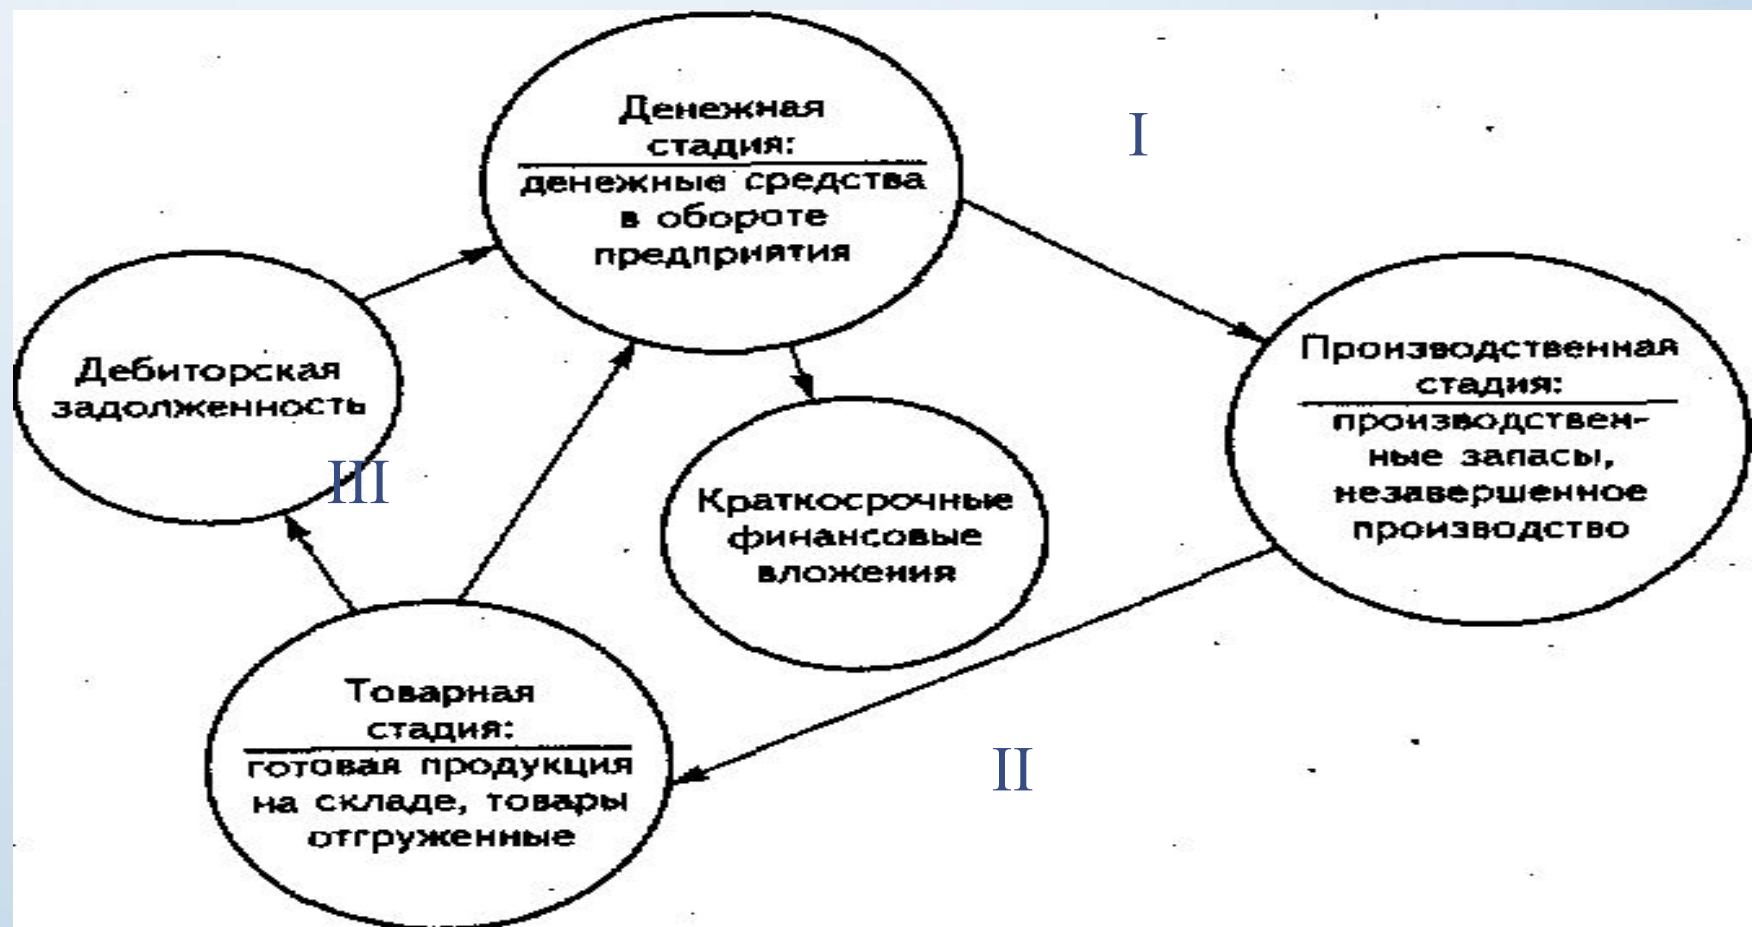 Денежная
стадия:
денежные средства
в обороте
предприятия
I
Производственная
стадия:
производствен-
ные запасы,
незавершенное
производство
Дебиторская
задолженность
III
Краткосрочные
финансовые
вложения
Товарная
стадия:
готовая продукция
на складе, товары
отгруженные
II